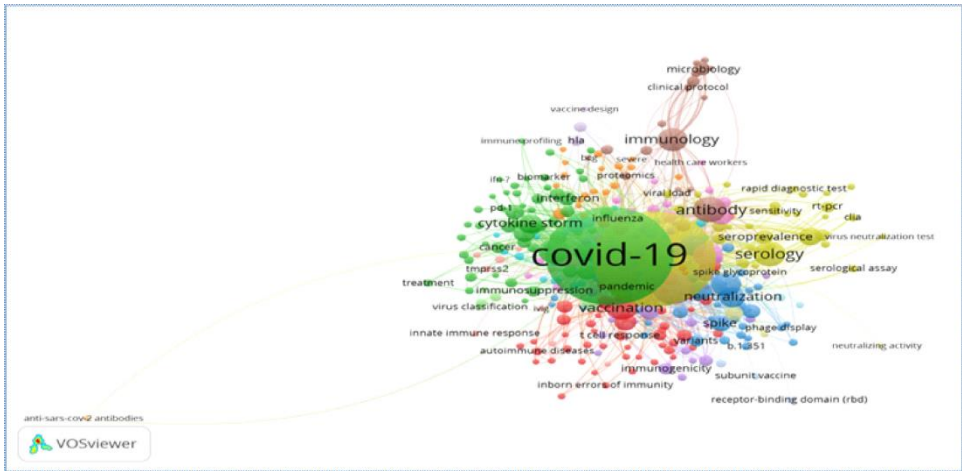 microbiology
clinical protocol
vaccine design
immunology
immune profiling
hla
bcg
severe
health care workers
biomarker
proteomics
viral load
rapid diagnostic test
interferon
pd-1
influenza
antibody
sensitivity
rt-pcr
clia
cytokine storm
seroprevalence
virus neutralization test
cancer
covid-19
serology
tmprss2
spike glycoprotein
serological assay
treatment
immunosuppression
pandemic
neutralization
virus classification
ivig
vaccination
spike
phage display
innate immune response
t cell response
variants
b.1.351
neutralizing activity
autoimmune diseases
immunogenicity
subunit vaccine
inborn errors of immunity
receptor-binding domain (rbd)
anti-sars-cov-2 antibodies
VOSviewer